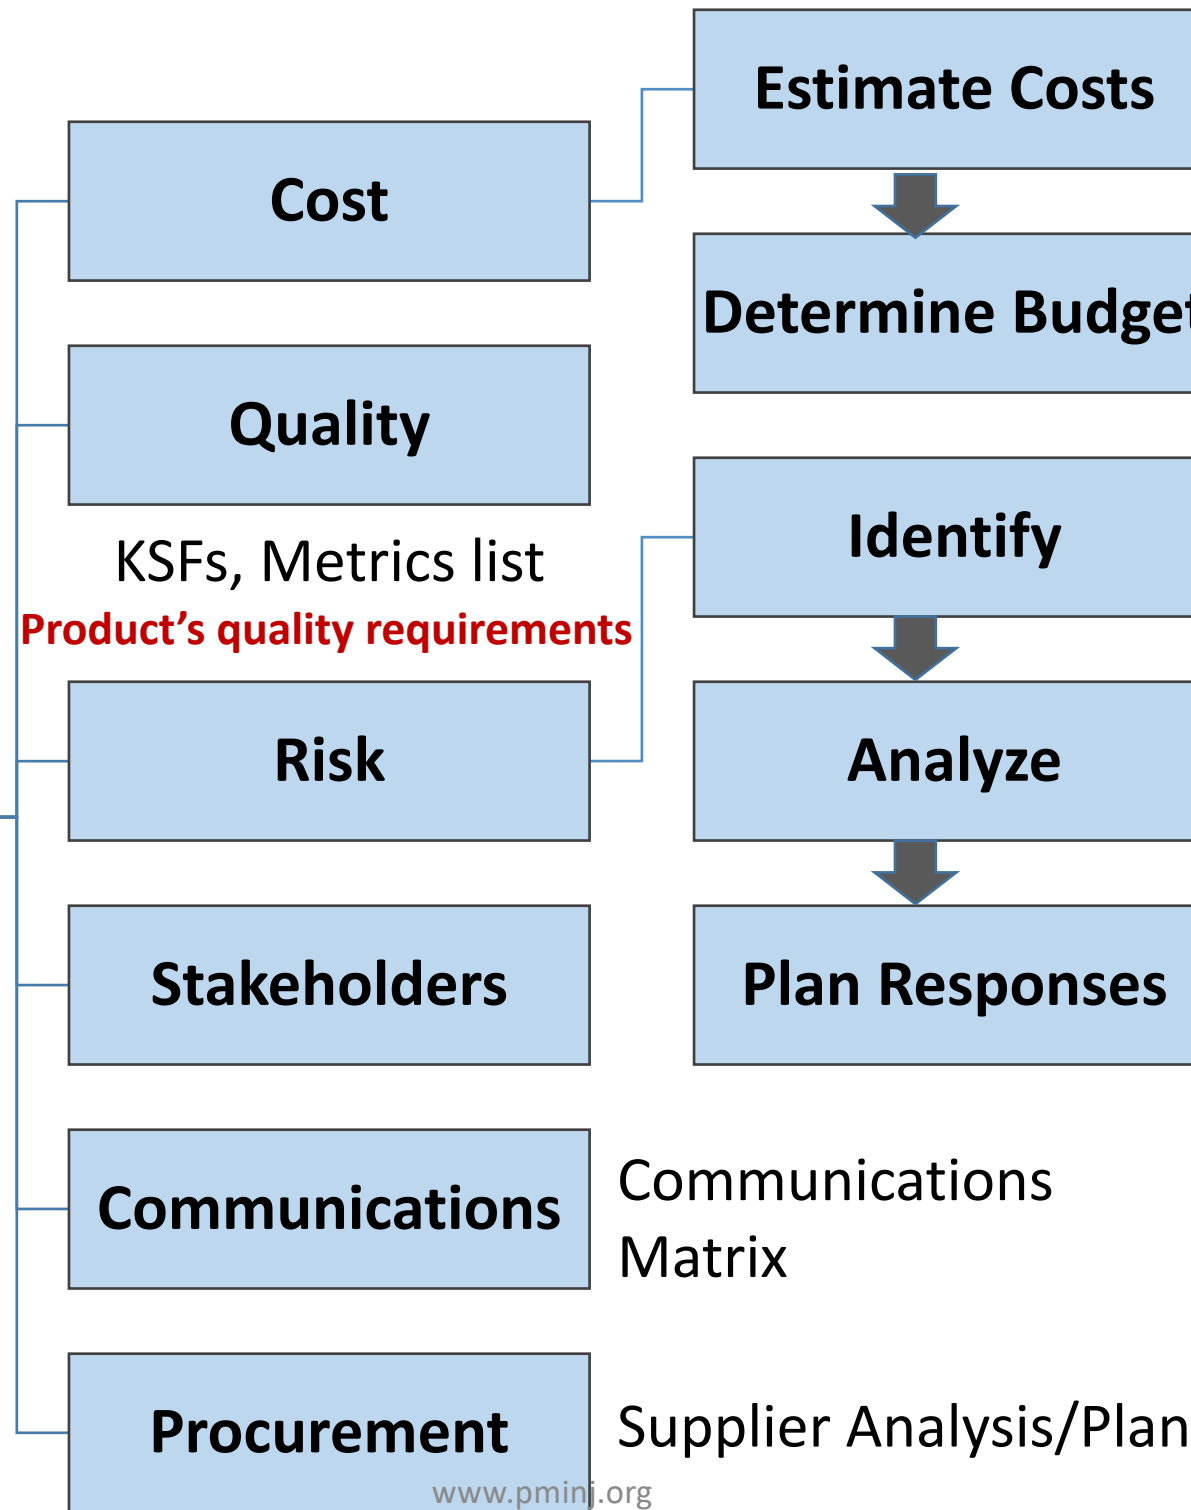 Estimate Costs
Cost
Determine Budget
Quality
KSFs, Metrics list
Product’s quality requirements
Identify
Risk
Analyze
Stakeholders
Plan Responses
Communications
Communications
Matrix
Procurement
Supplier Analysis/Plan
www.pminj.org